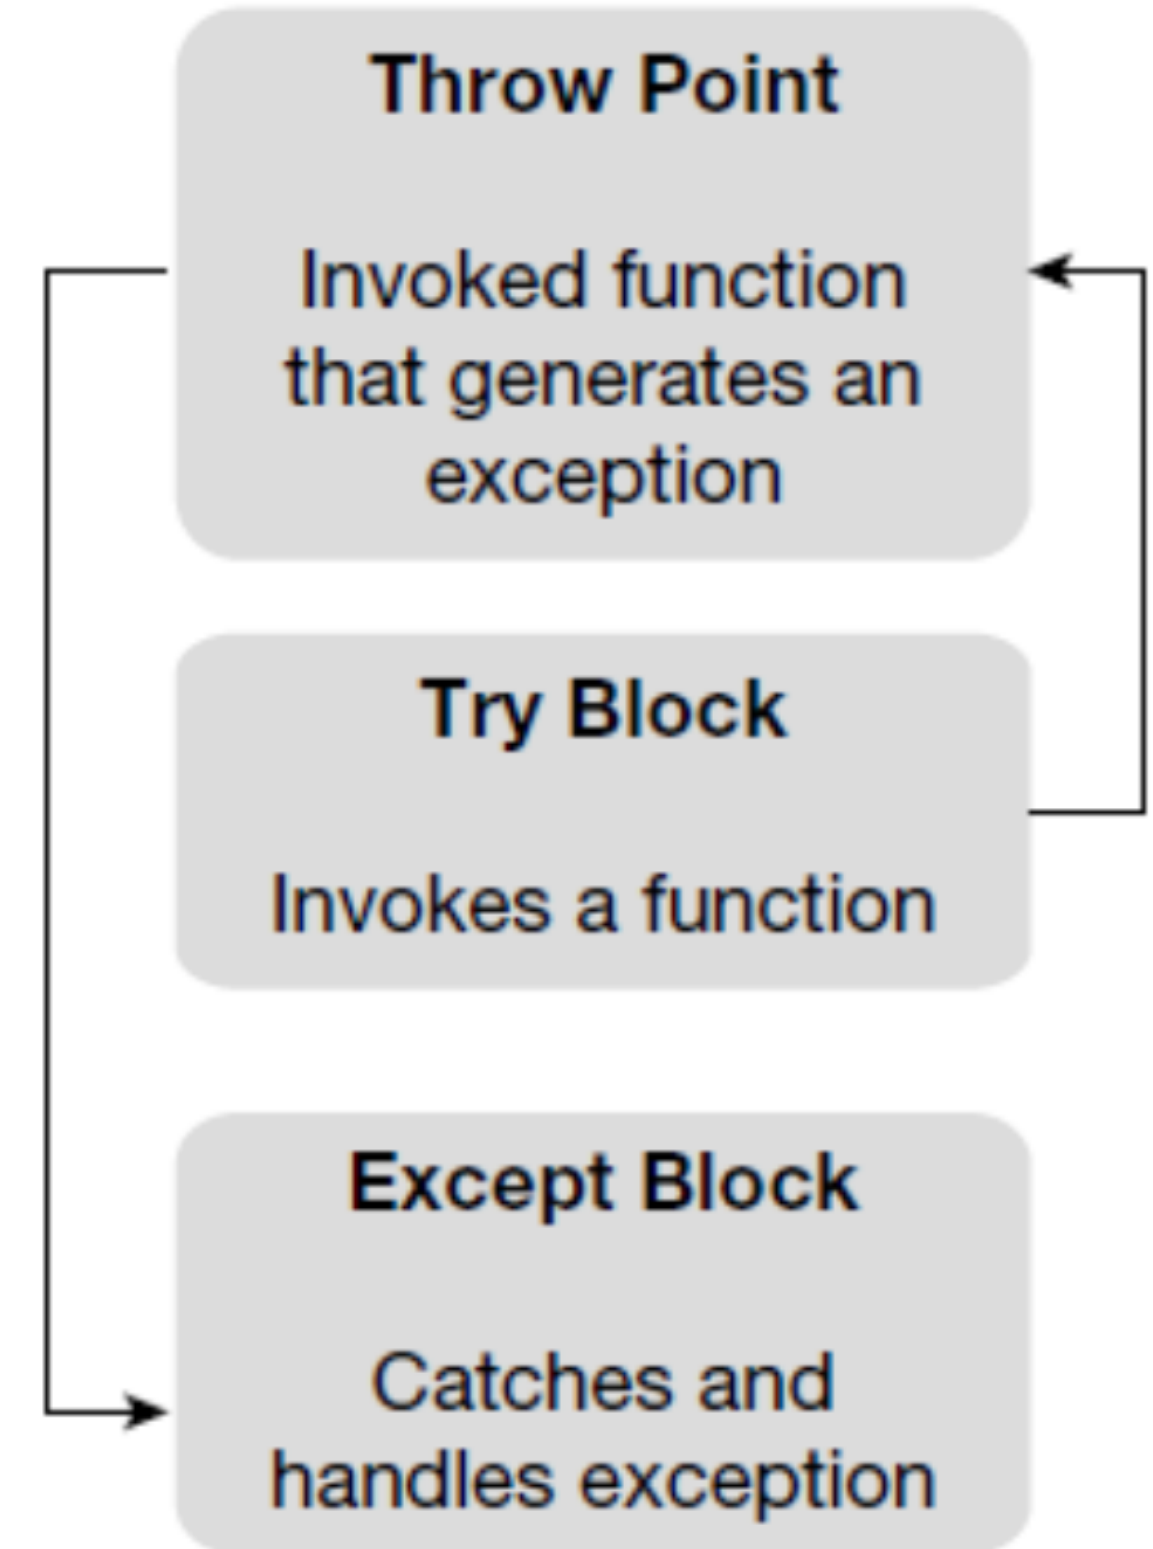 Throw Point
Invoked function
that generates an
exception
Try Block
Invokes a function
Except Block
Catches and
handles exception